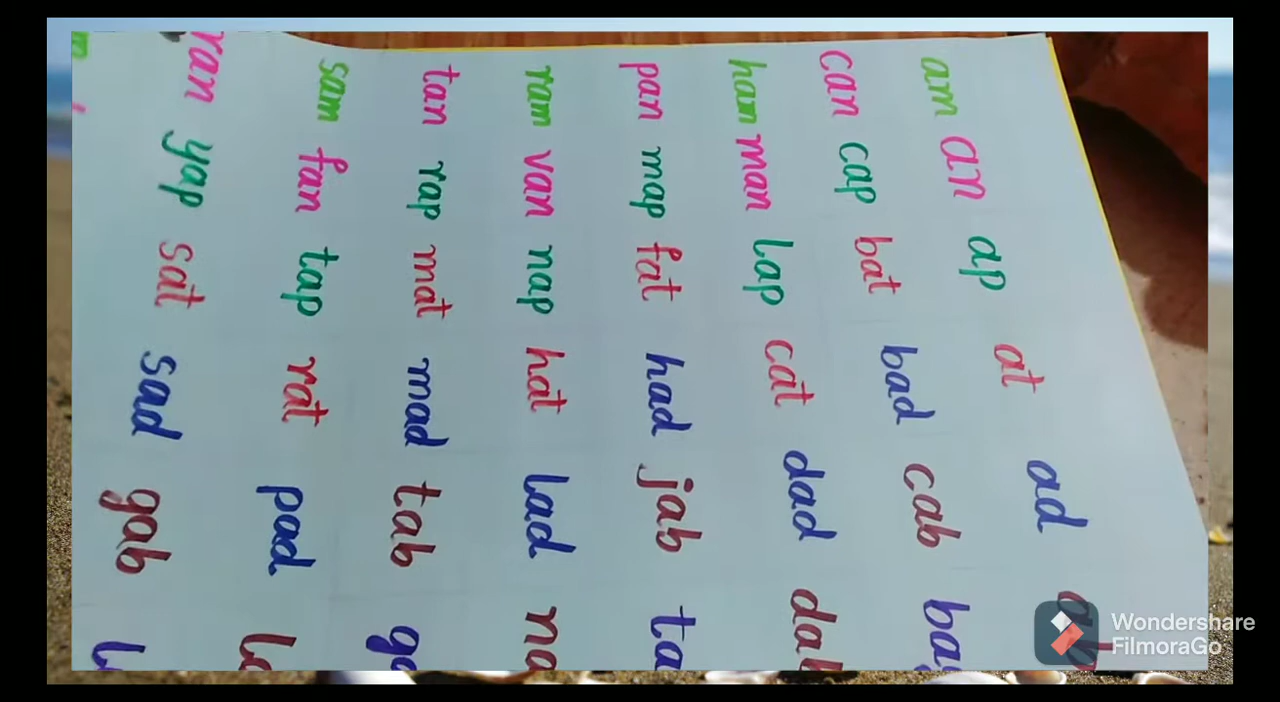 am an ap at ad
can cap bat bad cab
ham man lap cat dad
pan map fat had jab
ram van nap hat lad
tan rap mat mad tab
sam fan tap rat pad
ran yap sat sad gab
Wondershare
FilmoraGo